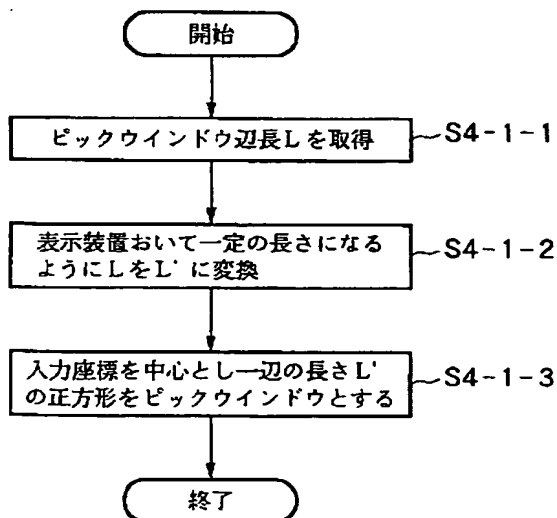 開始
ピックウインドウ辺長Lを取得
S4-1-1
表示装置おいて一定の長さになる
ようにLをL'に変換
S4-1-2
入力座標を中心とし一辺の長さL'
の正方形をピックウインドウとする
S4-1-3
終了